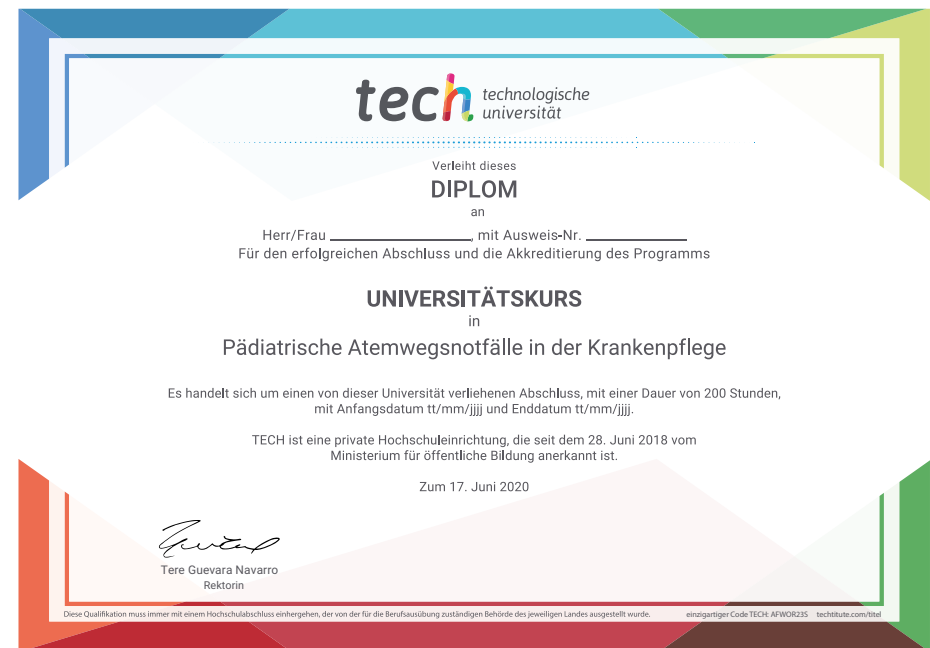 tech technologische
universität
Verleiht dieses
DIPLOM
an
Herr/Frau ____________________, mit Ausweis-Nr. ______________
Für den erfolgreichen Abschluss und die Akkreditierung des Programms
UNIVERSITÄTSKURS
in
Pädiatrische Atemwegsnotfälle in der Krankenpflege
Es handelt sich um einen von dieser Universität verliehenen Abschluss, mit einer Dauer von 200 Stunden,
mit Anfangsdatum tt/mm/jjjj und Enddatum tt/mm/jjjj.
TECH ist eine private Hochschuleinrichtung, die seit dem 28. Juni 2018 vom
Ministerium für öffentliche Bildung anerkannt ist.
Zum 17. Juni 2020
Tere Guevara Navarro
Rektorin
Diese Qualifikation muss immer mit einem Hochschulabschluss einhergehen, der von der für die Berufsausübung zuständigen Behörde des jeweiligen Landes ausgestellt wurde. einzigartiger Code TECH: AFWOR23S techtitute.com/titel